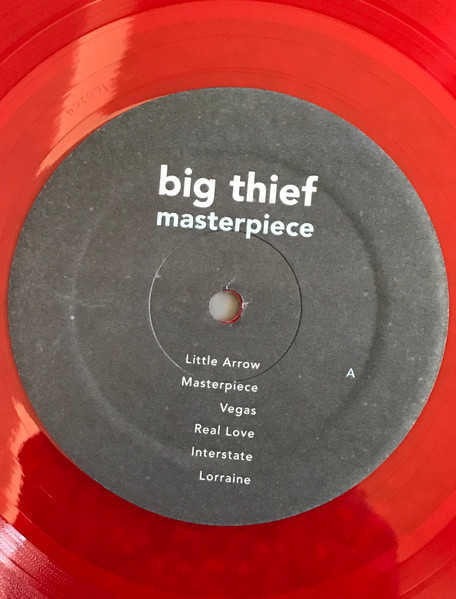 big thief
masterpiece
Little Arrow
A
Masterpiece
Vegas
Real Love
Interstate
Lorraine